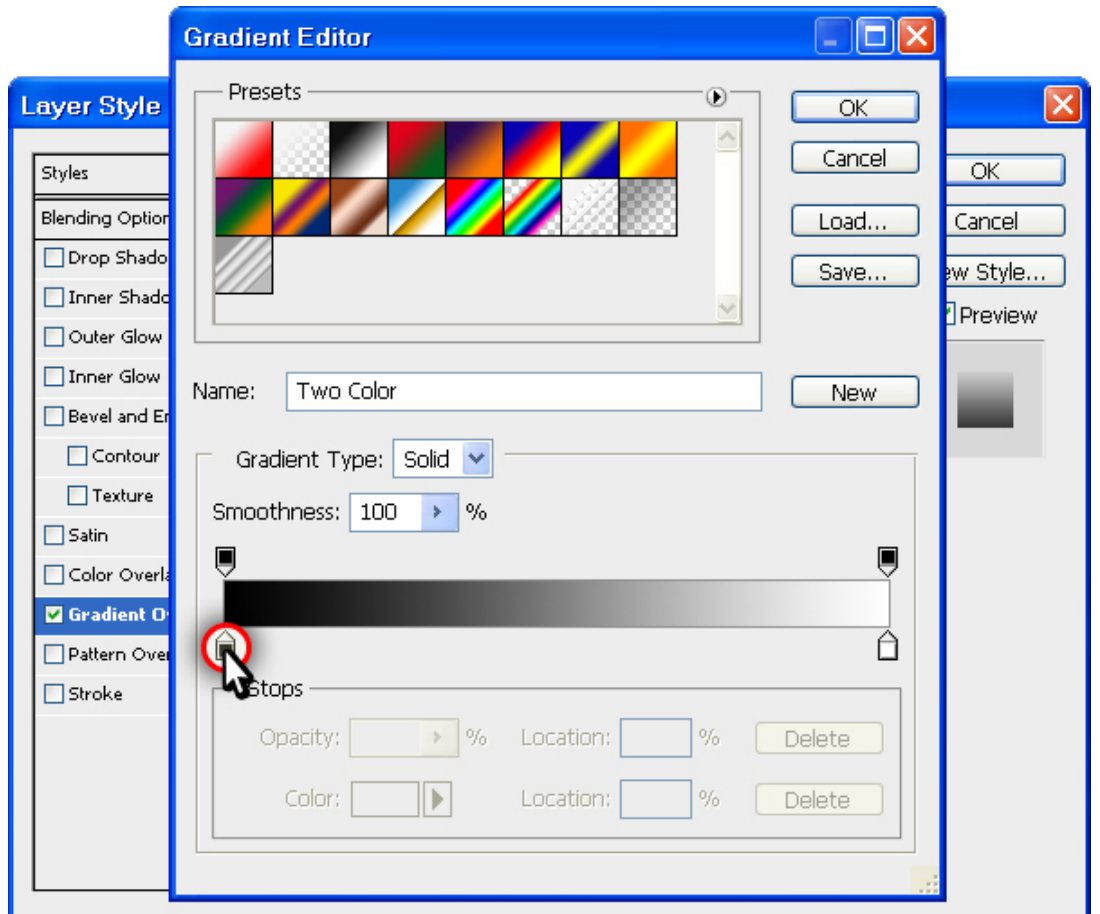 Gradient Editor
Layer Style
Presets
OK
Cancel
Load...
Save...
Styles
Blending Option
Drop Shado
Inner Shado
Outer Glow
Inner Glow
Bevel and En
Contour
Texture
Satin
Color Overla
Gradient O
Pattern Over
Stroke
OK
Cancel
ew Style...
Preview
Name: Two Color
New
Gradient Type: Solid
Smoothness: 100 %
Stops
Opacity: % Location: % Delete
Color: Location: % Delete